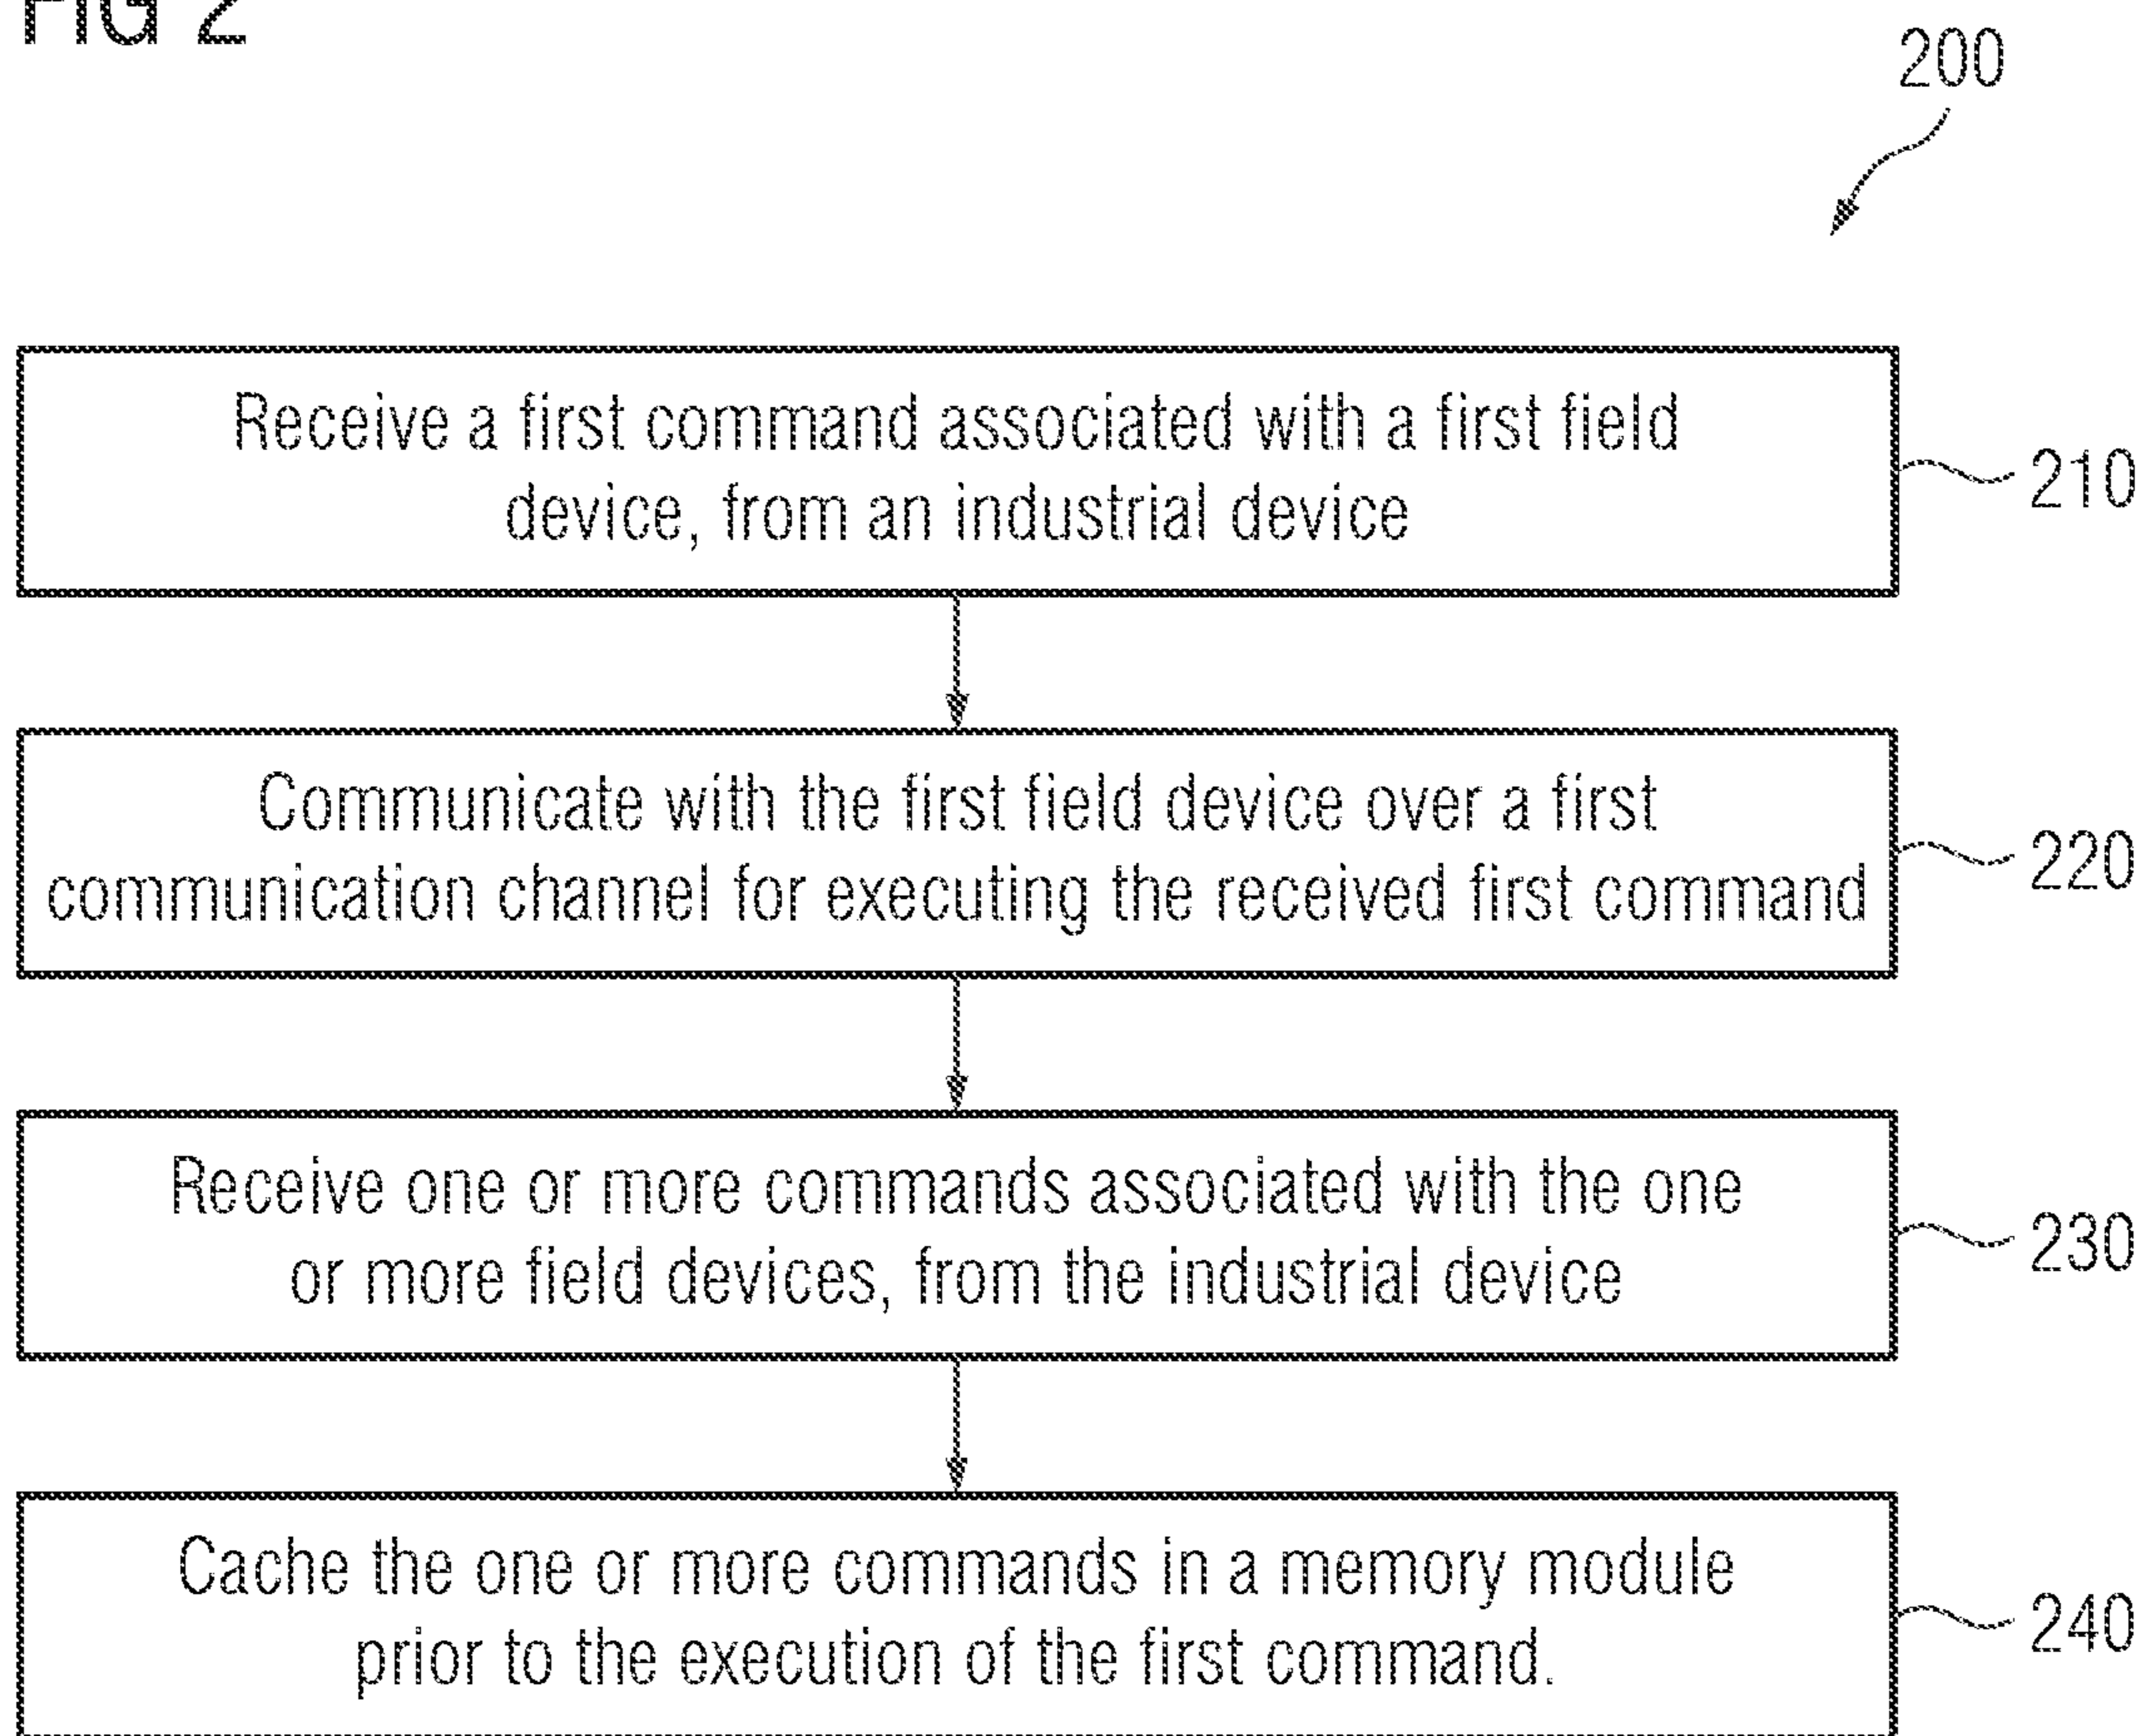 FIG 2
200
Receive a first command associated with a first field
device, from an industrial device
210
Communicate with the first field device over a first
communication channel for executing the received first command
220
Receive one or more commands associated with the one
or more field devices, from the industrial device
230
Cache the one or more commands in a memory module
prior to the execution of the first command.
240